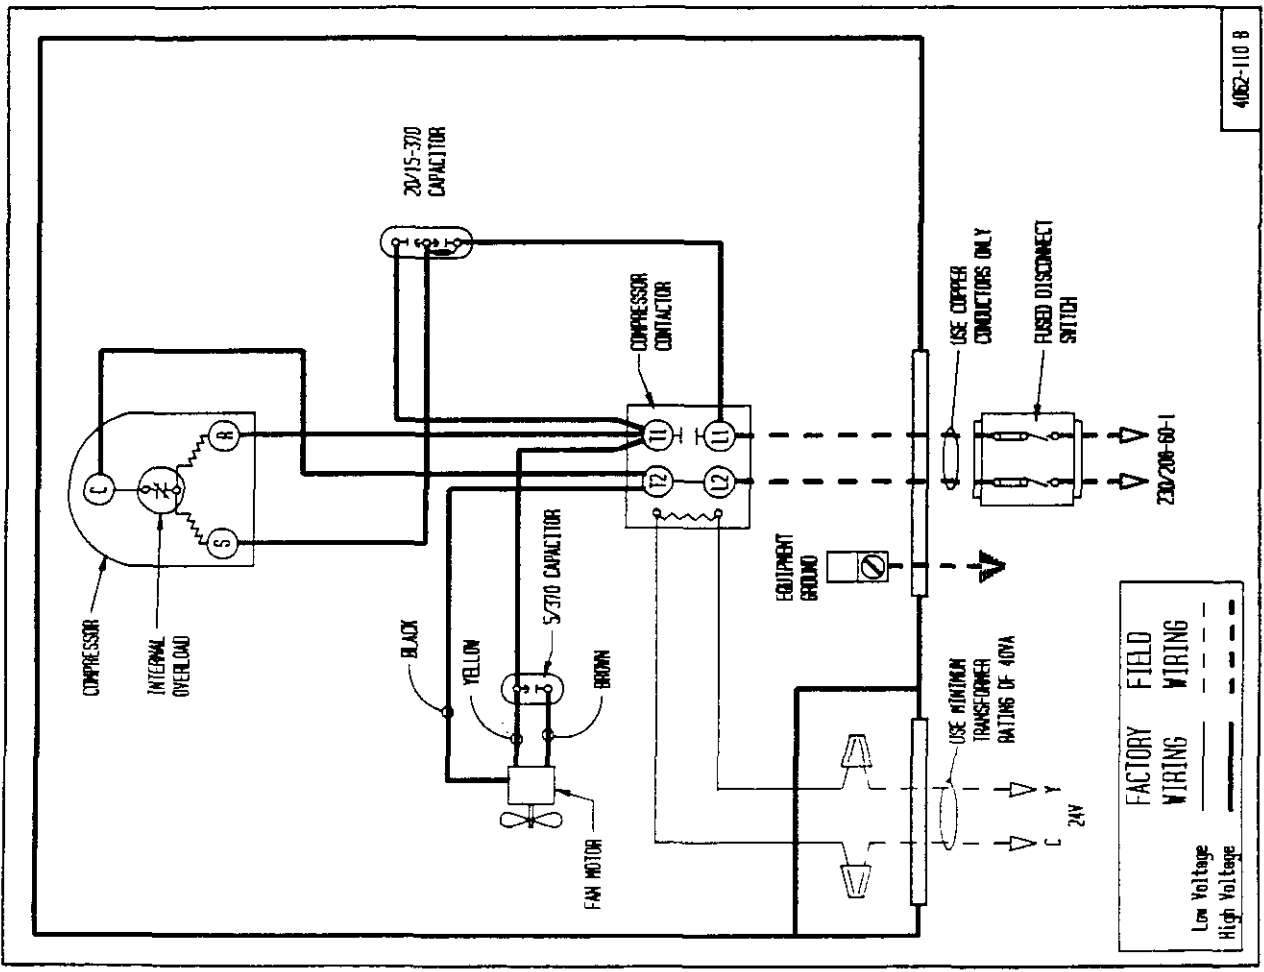 4062-110 B
20/15-370
CAPACITOR
C
R
S
COMPRESSOR
INTERNAL
OVERLOAD
COMPRESSOR
CONTACTOR
T1
L1
T2
L2
USE COPPER
CONDUCTORS ONLY
FUSED DISCONNECT
SWITCH
230/208-60-1
EQUIPMENT
GROUND
BLACK
YELLOW
5/370 CAPACITOR
BROWN
FAN MOTOR
USE MINIMUM
TRANSFORMER
RATING OF 40VA
Y
24V
C
FACTORY
WIRING
FIELD
WIRING
Low Voltage
High Voltage